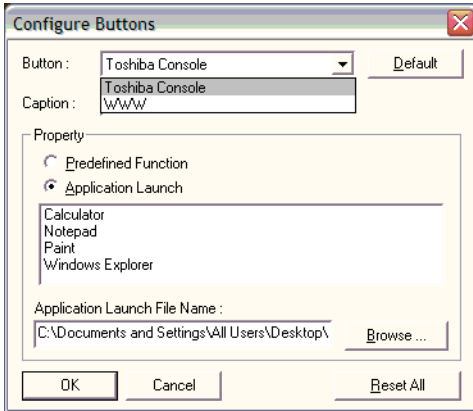 Configure Buttons
Button : Toshiba Console Default
Toshiba Console
WWW
Caption :
Property
Predefined Function
Application Launch
Calculator
Notepad
Paint
Windows Explorer
Application Launch File Name :
C:\Documents and Settings\All Users\Desktop\ Browse ...
OK Cancel Reset All